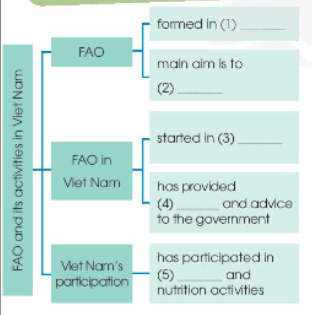 FAO and its activities in Viet Nam
FAO
formed in (1) ______
main aim is to
(2) ______
FAO in
Viet Nam
started in (3) ______
has provided
(4) ______ and advice
to the government
Viet Nam's
participation
has participated in
(5) ______ and
nutrition activities